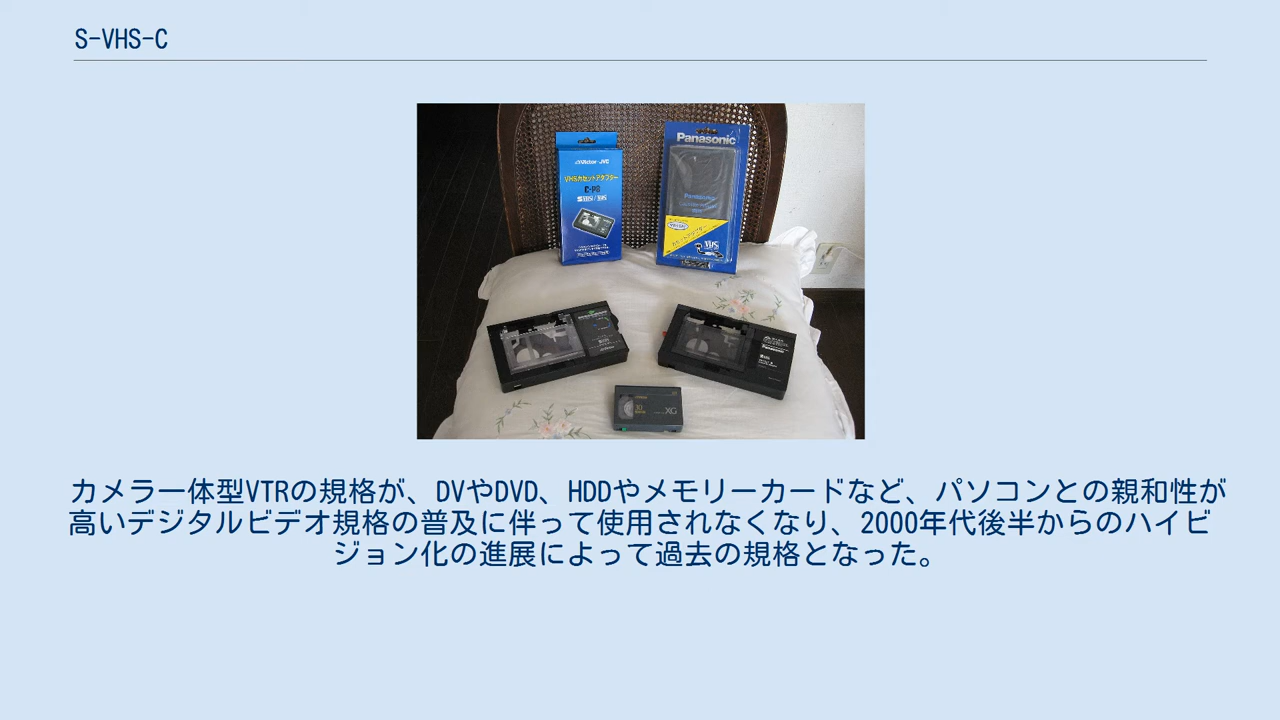 S-VHS-C
Victor・JVC
Panasonic
VHSカセットアダプター
C-P8
Panasonic
VHS
XG
カメラ一体型VTRの規格が、DVやDVD、HDDやメモリーカードなど、パソコンとの親和性が
高いデジタルビデオ規格の普及に伴って使用されなくなり、2000年代後半からのハイビ
ジョン化の進展によって過去の規格となった。